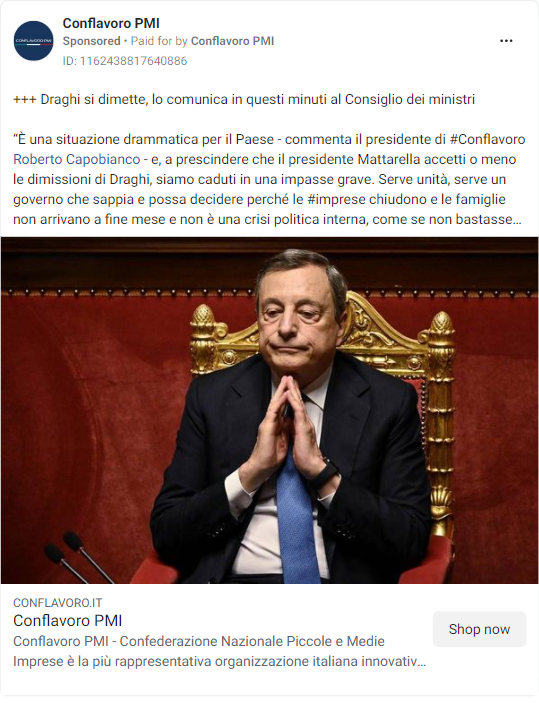 Conflavoro PMI
Sponsored • Paid for by Conflavoro PMI
ID: 1162438817640886
CONFLAVORO PMI
+++ Draghi si dimette, lo comunica in questi minuti al Consiglio dei ministri
“È una situazione drammatica per il Paese - commenta il presidente di #Conflavoro
Roberto Capobianco - e, a prescindere che il presidente Mattarella accetti o meno
le dimissioni di Draghi, siamo caduti in una impasse grave. Serve unità, serve un
governo che sappia e possa decidere perché le #imprese chiudono e le famiglie
non arrivano a fine mese e non è una crisi politica interna, come se non bastasse...
CONFLAVORO.IT
Conflavoro PMI
Conflavoro PMI - Confederazione Nazionale Piccole e Medie
Imprese è la più rappresentativa organizzazione italiana innovativ...
Shop now